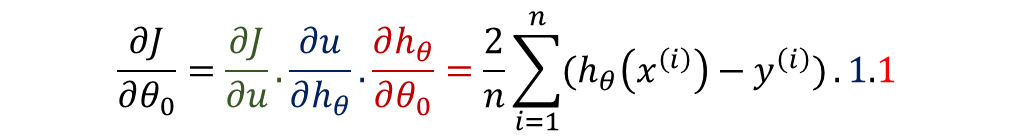 ∂J/∂θ₀ = ∂J/∂u . ∂u/∂h_θ . ∂h_θ/∂θ₀ = 2/n ∑_{i=1}^{n} (h_θ(x^{(i)}) − y^{(i)}) . 1.1